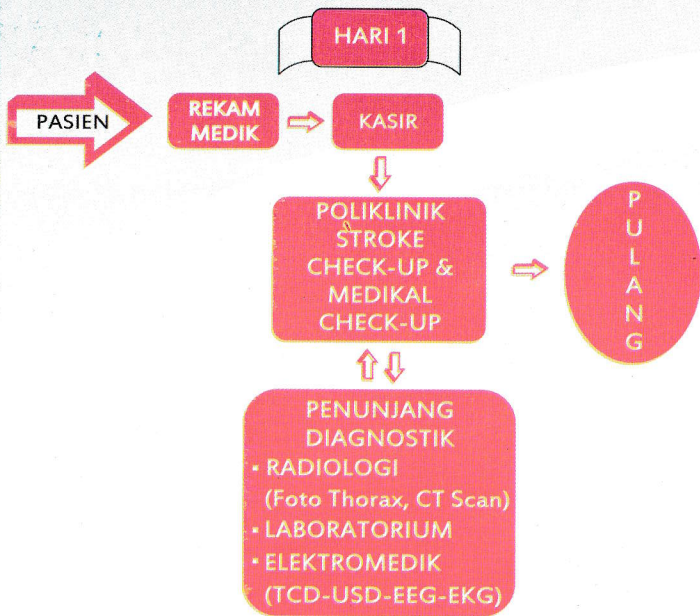 HARI 1
PASIEN
REKAM
MEDIK
KASIR
POLIKLINIK
STROKE
CHECK-UP &
MEDIKAL
CHECK-UP
P
U
L
A
N
G
PENUNJANG
DIAGNOSTIK
▪ RADIOLOGI
(Foto Thorax, CT Scan)
▪ LABORATORIUM
▪ ELEKTROMEDIK
(TCD-USD-EEG-EKG)